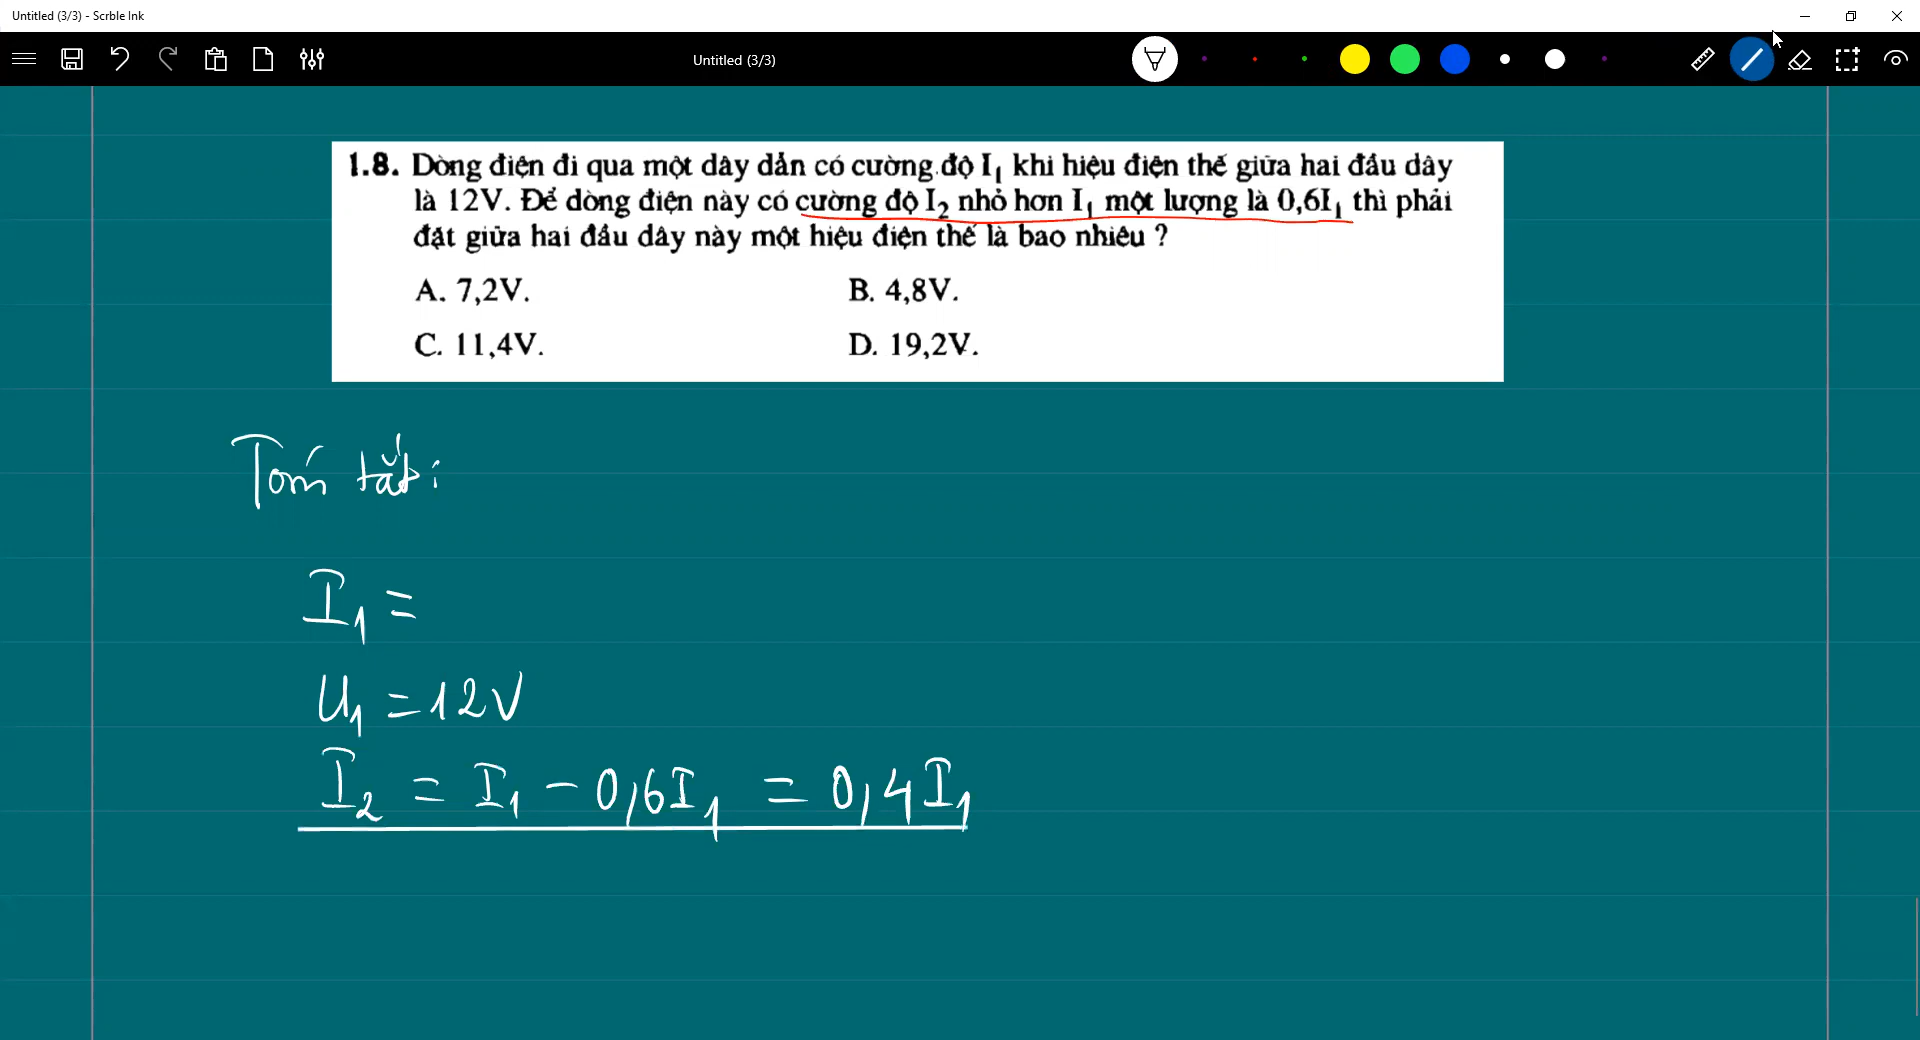 Untitled (3/3) - Scrble Ink
Untitled (3/3)
1.8. Dòng điện đi qua một dây dẫn có cường độ I₁ khi hiệu điện thế giữa hai đầu dây
là 12V. Để dòng điện này có cường độ I₂ nhỏ hơn I₁ một lượng là 0,6I₁ thì phải
đặt giữa hai đầu dây này một hiệu điện thế là bao nhiêu ?
A. 7,2V. B. 4,8V.
C. 11,4V. D. 19,2V.
Tóm tắt:
I₁ =
U₁ = 12V
I₂ = I₁ - 0,6I₁ = 0,4I₁